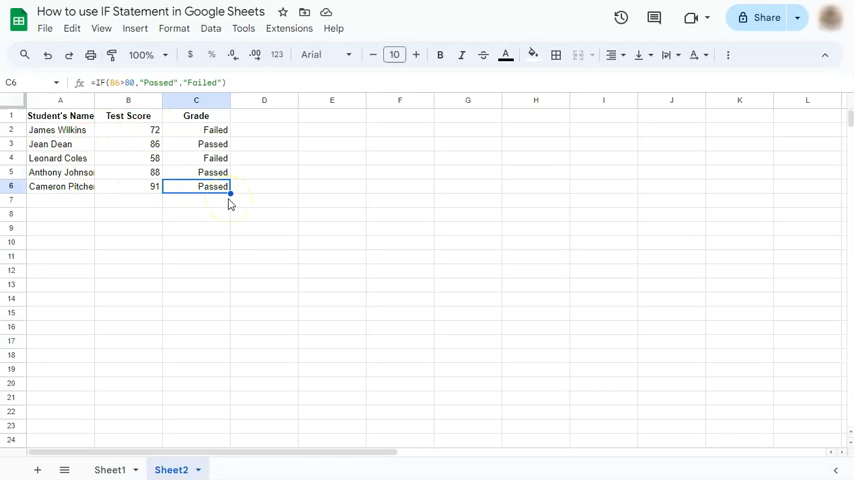 How to use IF Statement in Google Sheets
File Edit View Insert Format Data Tools Extensions Help
Share
100% $ % .0 .00 123 Arial 10 B I A
C6 fx =IF(B6>80,"Passed","Failed")
A B C D E F G H I J K L
1 Student's Name Test Score Grade
2 James Wilkins 72 Failed
3 Jean Dean 86 Passed
4 Leonard Coles 58 Failed
5 Anthony Johnso 88 Passed
6 Cameron Pitche 91 Passed
7
8
9
10
11
12
13
14
15
16
17
18
19
20
21
22
23
24
Sheet1 Sheet2